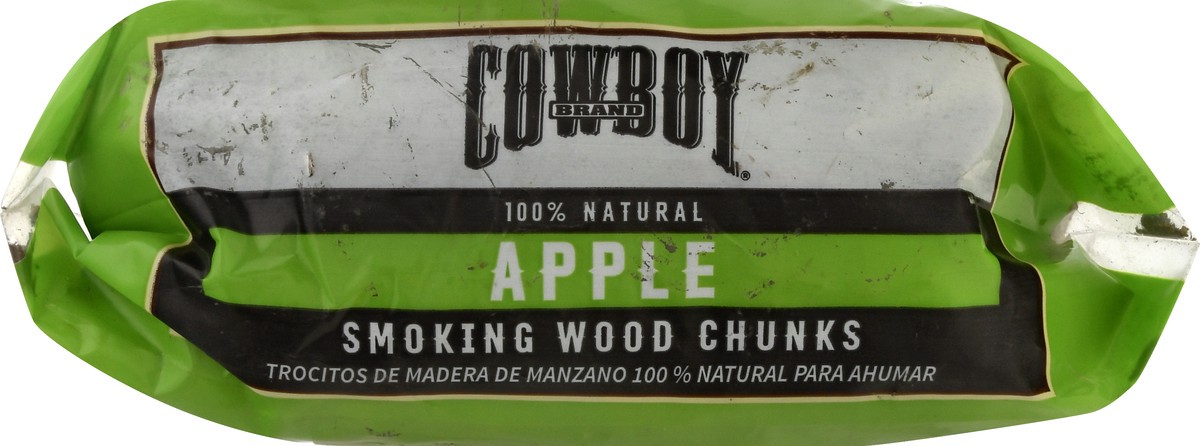 COWBOY
BRAND
®
100% NATURAL
APPLE
SMOKING WOOD CHUNKS
TROCITOS DE MADERA DE MANZANO 100 % NATURAL PARA AHUMAR